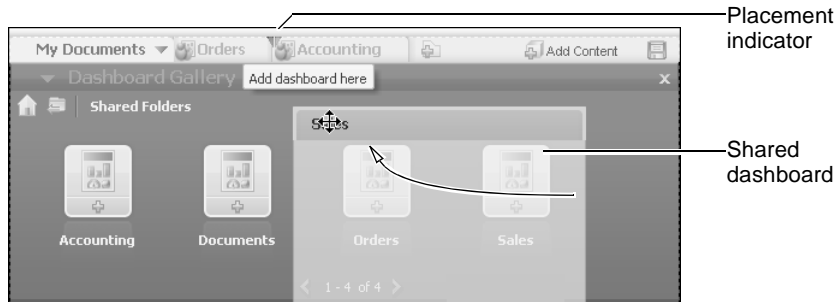 Placement
indicator
My Documents Orders Accounting Add Content
Dashboard Gallery Add dashboard here x
Shared Folders
Sales
Shared
dashboard
Accounting Documents Orders Sales
1 - 4 of 4